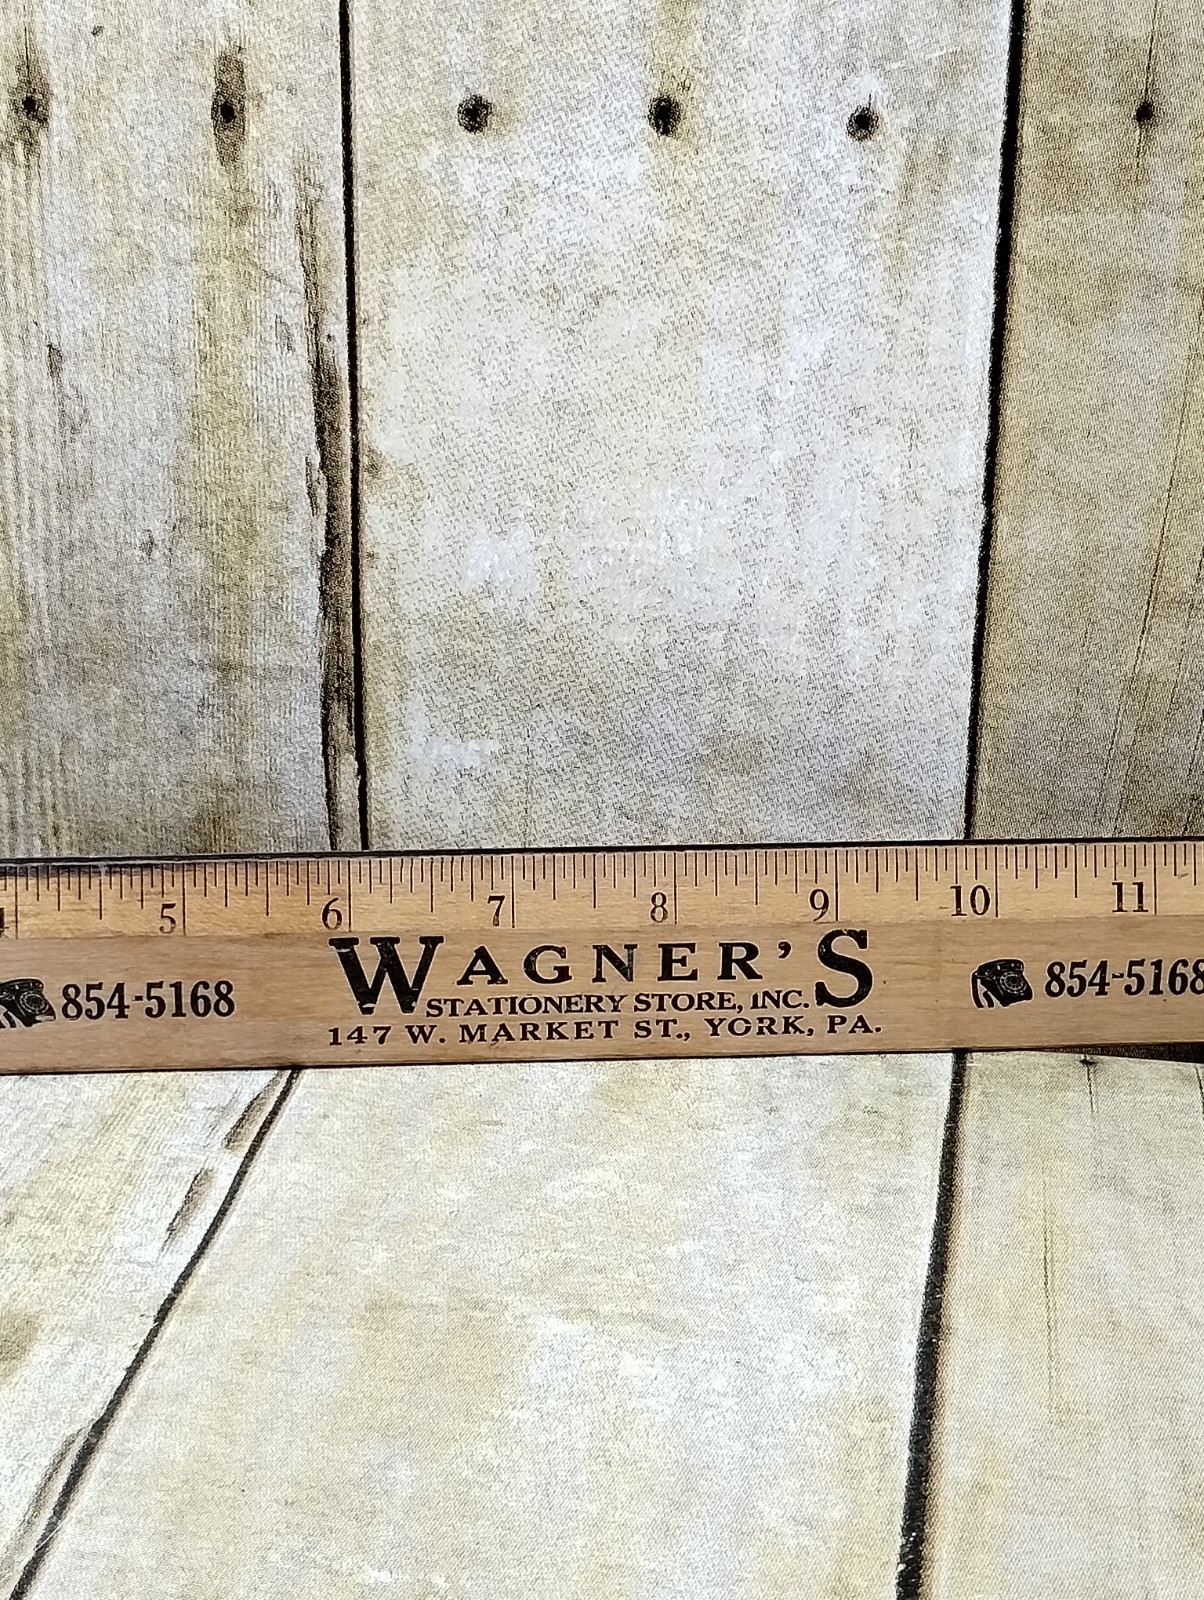 4 5 6 7 8 9 10 11
WAGNER'S
854-5168 STATIONERY STORE, INC. 854-5168
147 W. MARKET ST., YORK, PA.